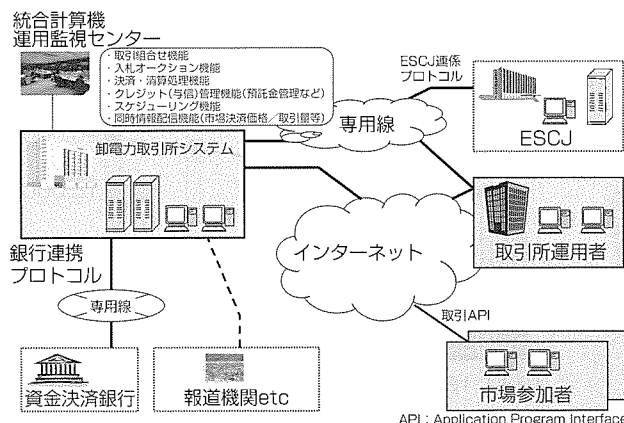 統合計算機
運用監視センター
・取引組合せ機能
・入札オークション機能
・決済・清算処理機能
・クレジット(与信)管理機能(預託金管理など)
・スケジューリング機能
・同時情報配信機能(市場決済価格/取引量等)
ESCJ連係
プロトコル
専用線
ESCJ
卸電力取引所システム
銀行連携
プロトコル
インターネット
取引所運用者
専用線
取引API
資金決済銀行
報道機関etc
市場参加者
API:Application Program Interface